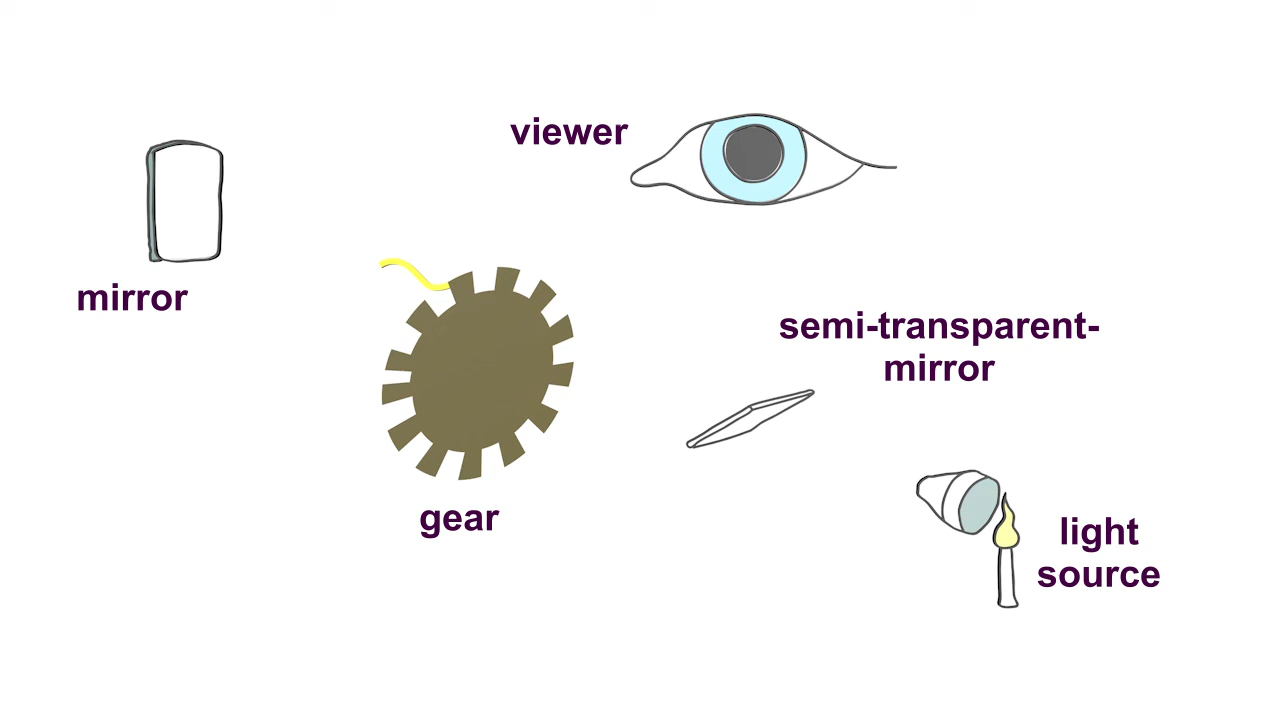 viewer
mirror
semi-transparent-
mirror
gear
light
source